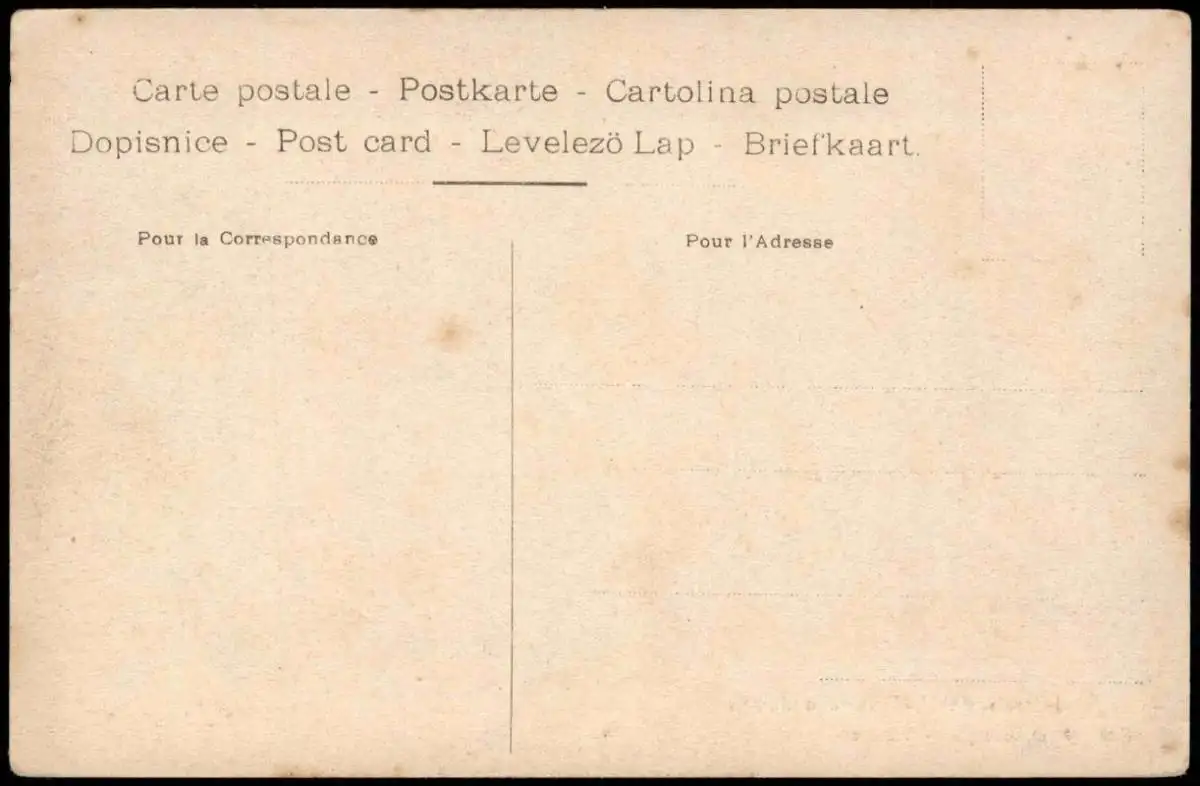 Carte postale - Postkarte - Cartolina postale
Dopisnice - Post card - Levelezö Lap - Briefkaart.
Pour la Correspondance
Pour l'Adresse